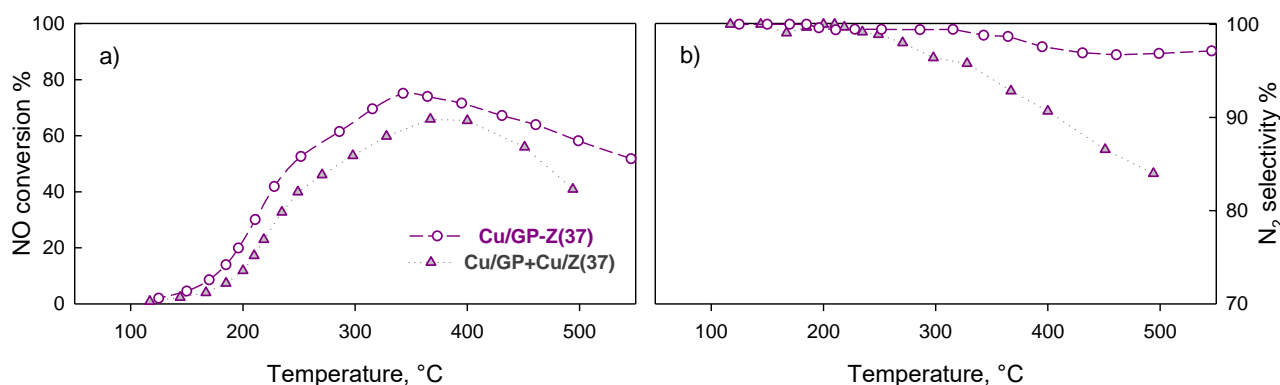 a)
NO conversion %
100
80
60
40
20
0
Cu/GP-Z(37)
Cu/GP+Cu/Z(37)
100 200 300 400 500
Temperature, °C
b)
100
90
80
70
N2 selectivity %
100 200 300 400 500
Temperature, °C